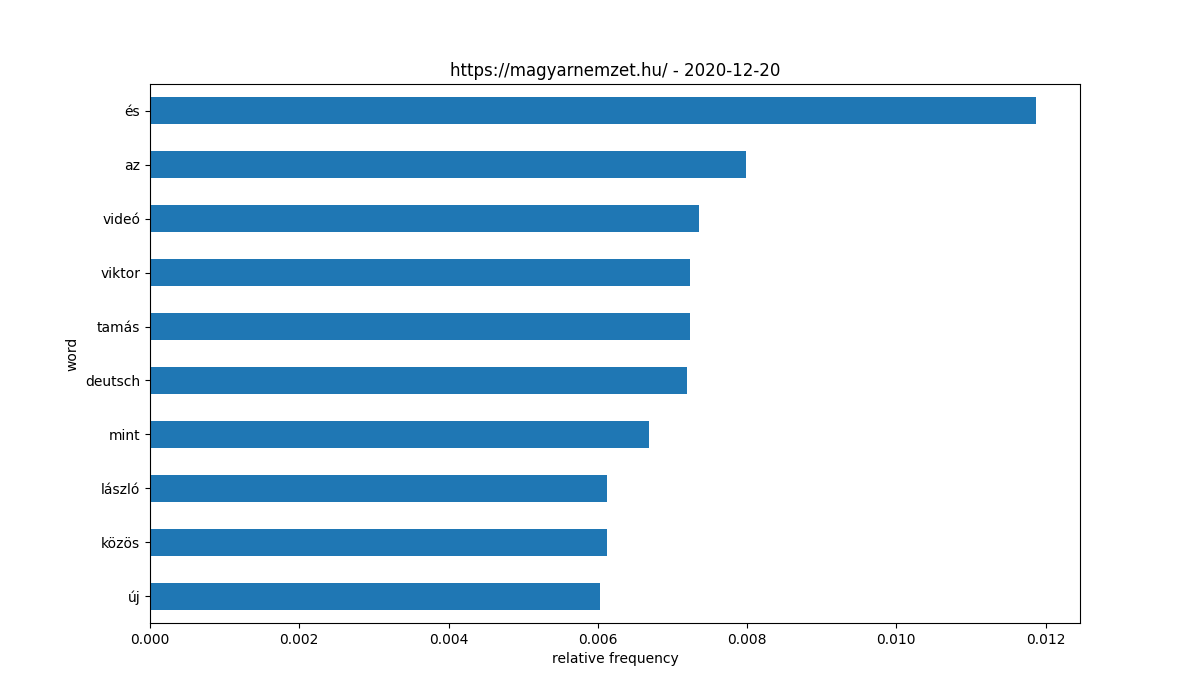 https://magyarnemzet.hu/ - 2020-12-20
és
az
videó
viktor
tamás
deutsch
mint
lászló
közös
új
word
0.000 0.002 0.004 0.006 0.008 0.010 0.012
relative frequency